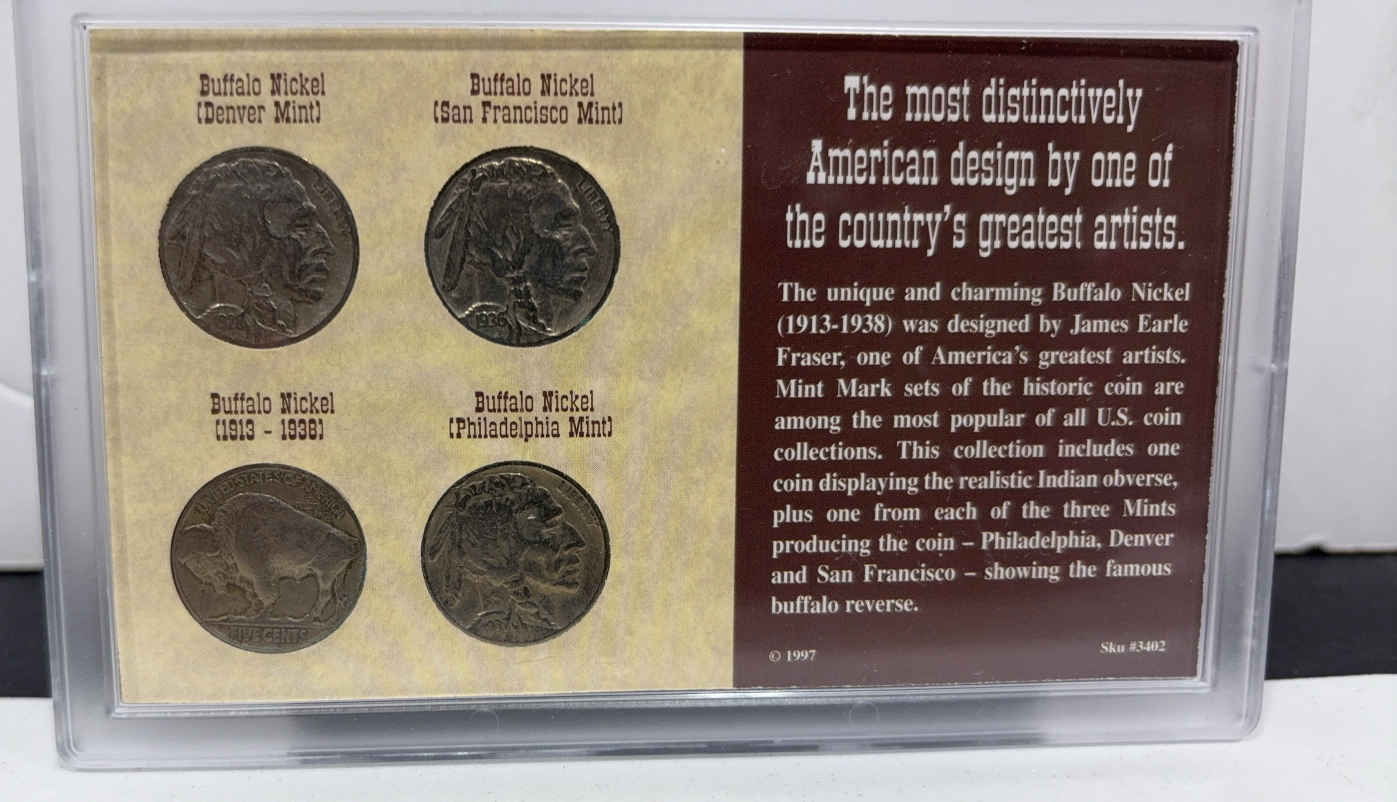 Buffalo Nickel
(Denver Mint)
Buffalo Nickel
(San Francisco Mint)
LIBERTY
1936
Buffalo Nickel
(1913 - 1938)
FIVE CENTS
Buffalo Nickel
(Philadelphia Mint)
The most distinctively
American design by one of
the country's greatest artists.
The unique and charming Buffalo Nickel
(1913-1938) was designed by James Earle
Fraser, one of America's greatest artists.
Mint Mark sets of the historic coin are
among the most popular of all U.S. coin
collections. This collection includes one
coin displaying the realistic Indian obverse,
plus one from each of the three Mints
producing the coin – Philadelphia, Denver
and San Francisco – showing the famous
buffalo reverse.
© 1997
Sku #3402